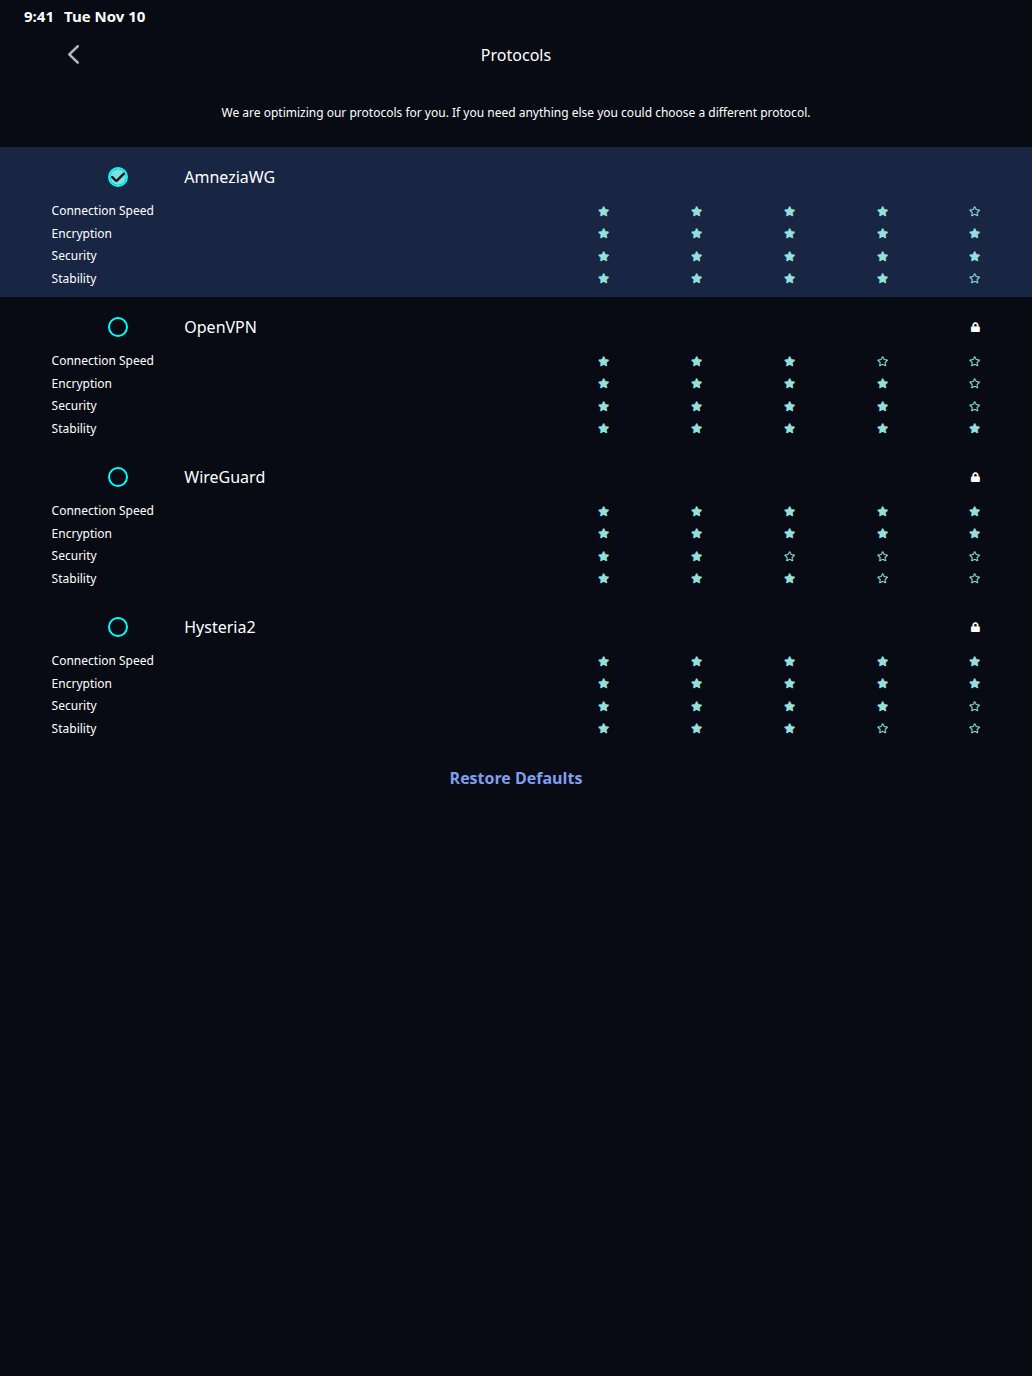 9:41 Tue Nov 10
Protocols
We are optimizing our protocols for you. If you need anything else you could choose a different protocol.
AmneziaWG
Connection Speed
Encryption
Security
Stability
OpenVPN
Connection Speed
Encryption
Security
Stability
WireGuard
Connection Speed
Encryption
Security
Stability
Hysteria2
Connection Speed
Encryption
Security
Stability
Restore Defaults